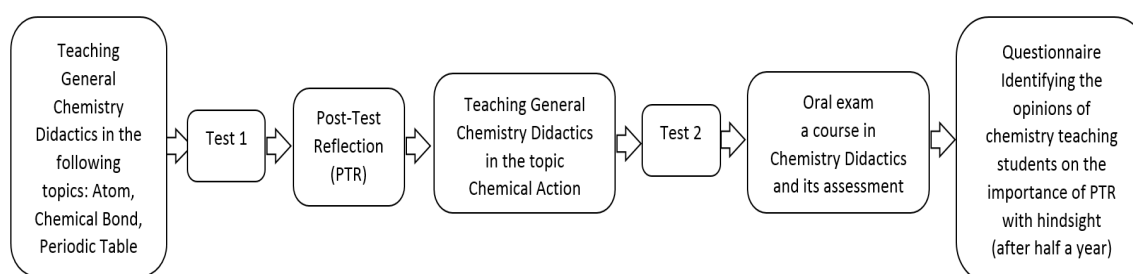 Teaching
General
Chemistry
Didactics in the
following
topics: Atom,
Chemical Bond,
Periodic Table
Test 1
Post-Test
Reflection
(PTR)
Teaching General
Chemistry Didactics
in the topic
Chemical Action
Test 2
Oral exam
a course in
Chemistry Didactics
and its assessment
Questionnaire
Identifying the
opinions of
chemistry teaching
students on the
importance of PTR
with hindsight
(after half a year)